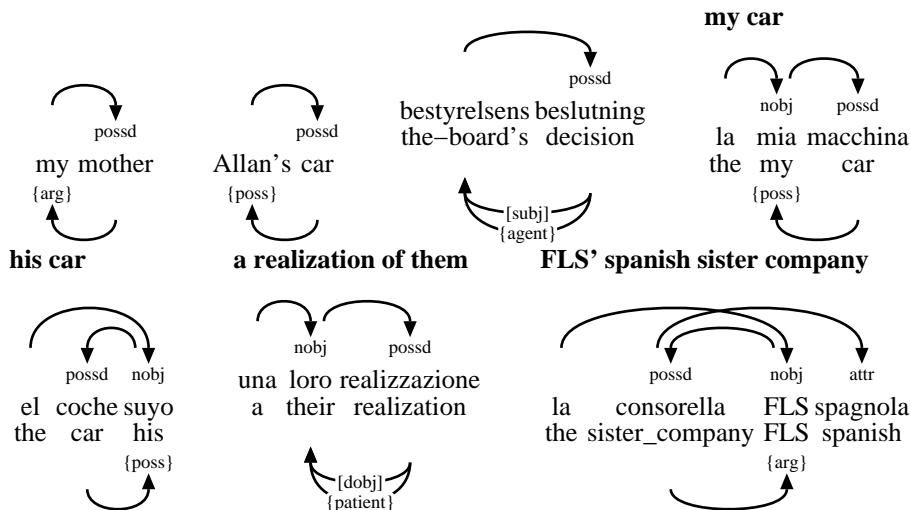 my car
possd
bestyrelsens beslutning
the−board's decision
[subj]
{agent}
possd
my mother
{arg}
possd
Allan's car
{poss}
nobj possd
la mia macchina
the my car
{poss}
his car
a realization of them
FLS' spanish sister company
possd nobj
el coche suyo
the car his
{poss}
nobj possd
una loro realizzazione
a their realization
[dobj]
{patient}
possd nobj attr
la consorella FLS spagnola
the sister_company FLS spanish
{arg}